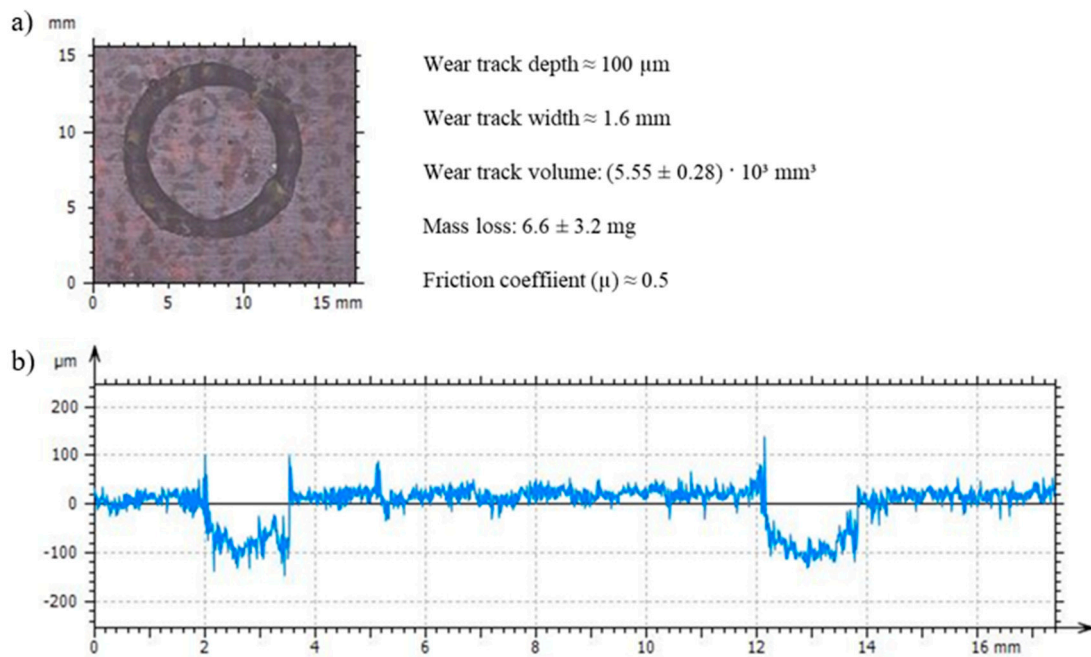 a)
mm
15
10
5
0
0 5 10 15 mm
Wear track depth ≈ 100 µm
Wear track width ≈ 1.6 mm
Wear track volume: (5.55 ± 0.28) · 10³ mm³
Mass loss: 6.6 ± 3.2 mg
Friction coeffiient (µ) ≈ 0.5
b)
µm
200
100
0
-100
-200
0 2 4 6 8 10 12 14 16 mm